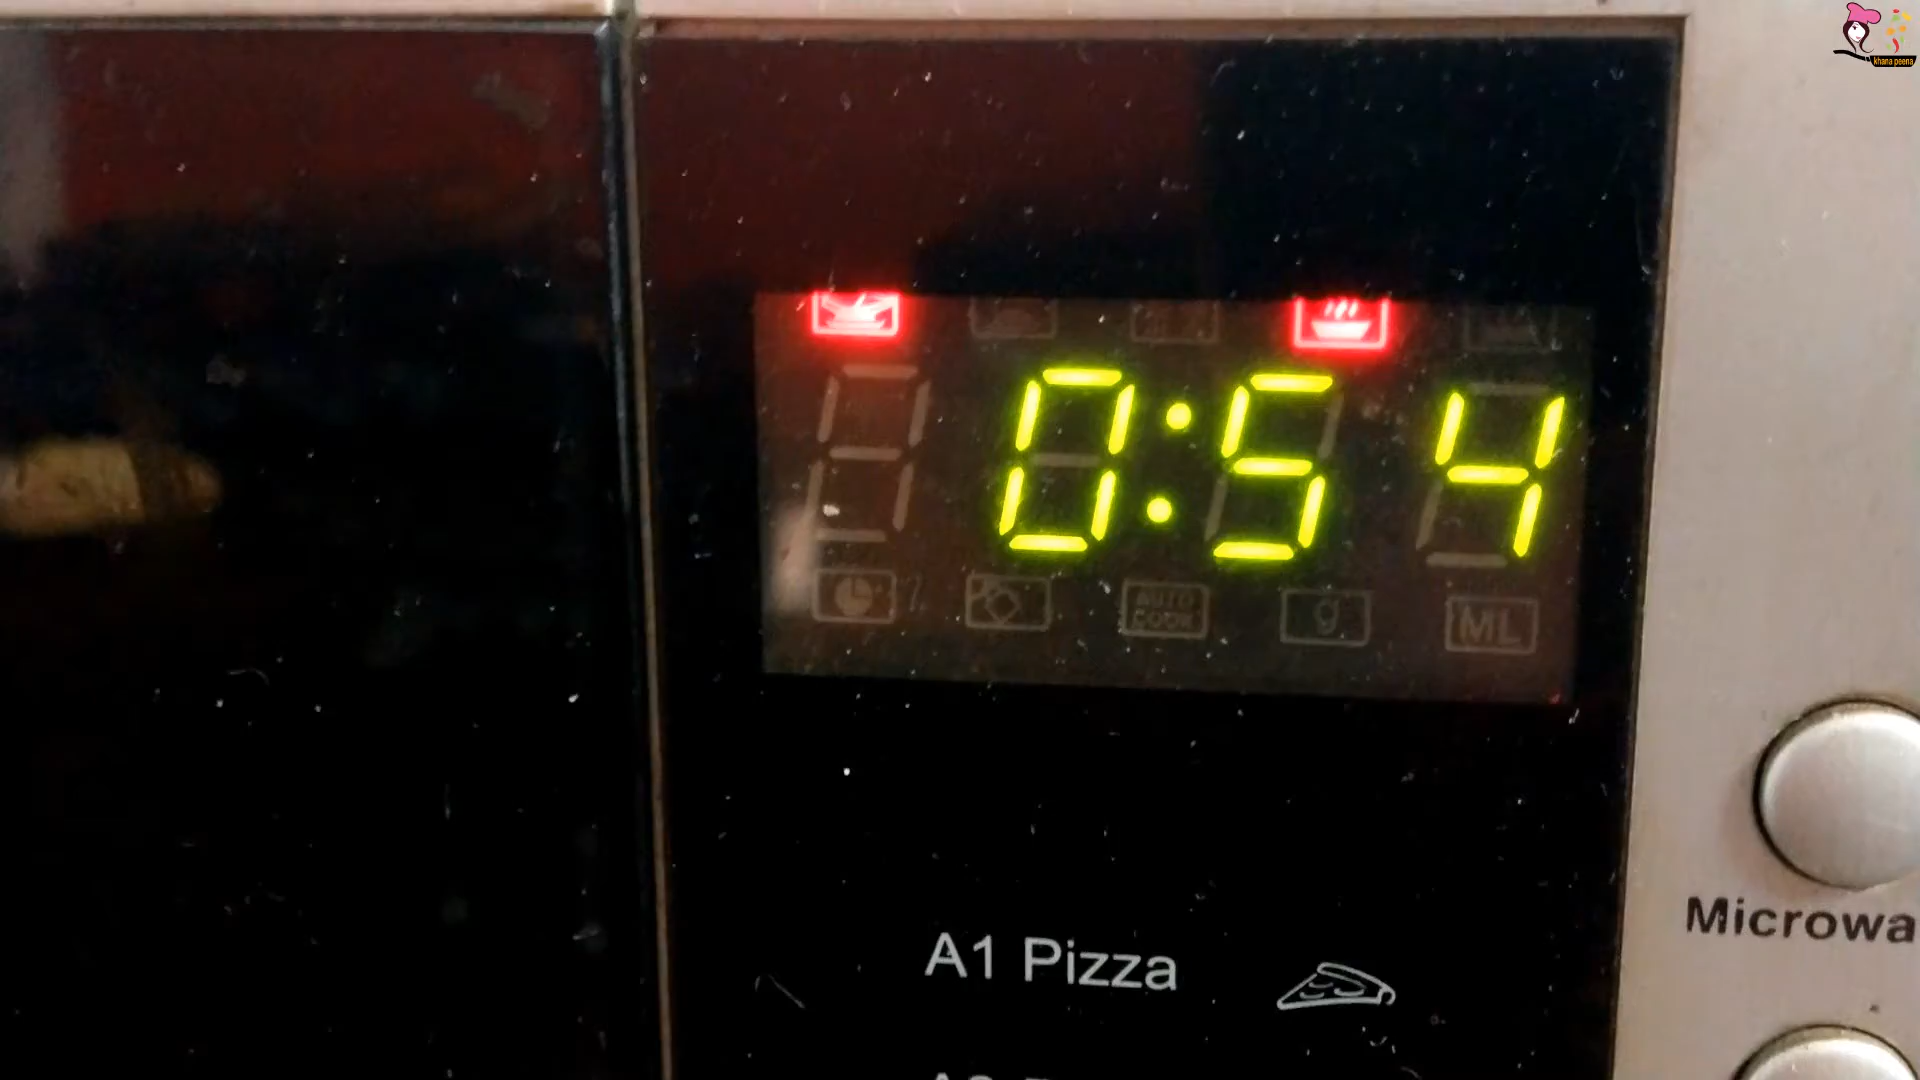 khana peena
0:54
AUTO
COOK
g
ML
Microwa
A1 Pizza